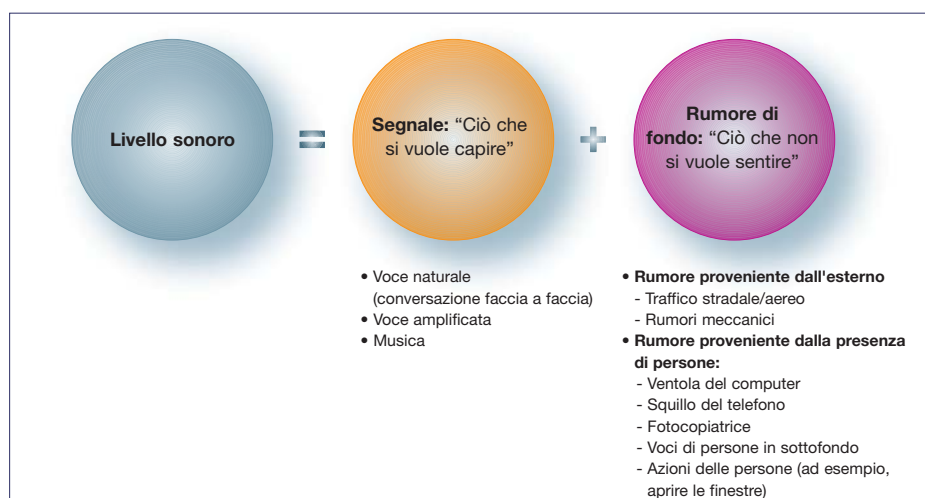 Livello sonoro
=
Segnale: “Ciò che
si vuole capire”
+
Rumore di
fondo: “Ciò che non
si vuole sentire”
• Voce naturale
(conversazione faccia a faccia)
• Voce amplificata
• Musica
• Rumore proveniente dall'esterno
- Traffico stradale/aereo
- Rumori meccanici
• Rumore proveniente dalla presenza
di persone:
- Ventola del computer
- Squillo del telefono
- Fotocopiatrice
- Voci di persone in sottofondo
- Azioni delle persone (ad esempio,
aprire le finestre)